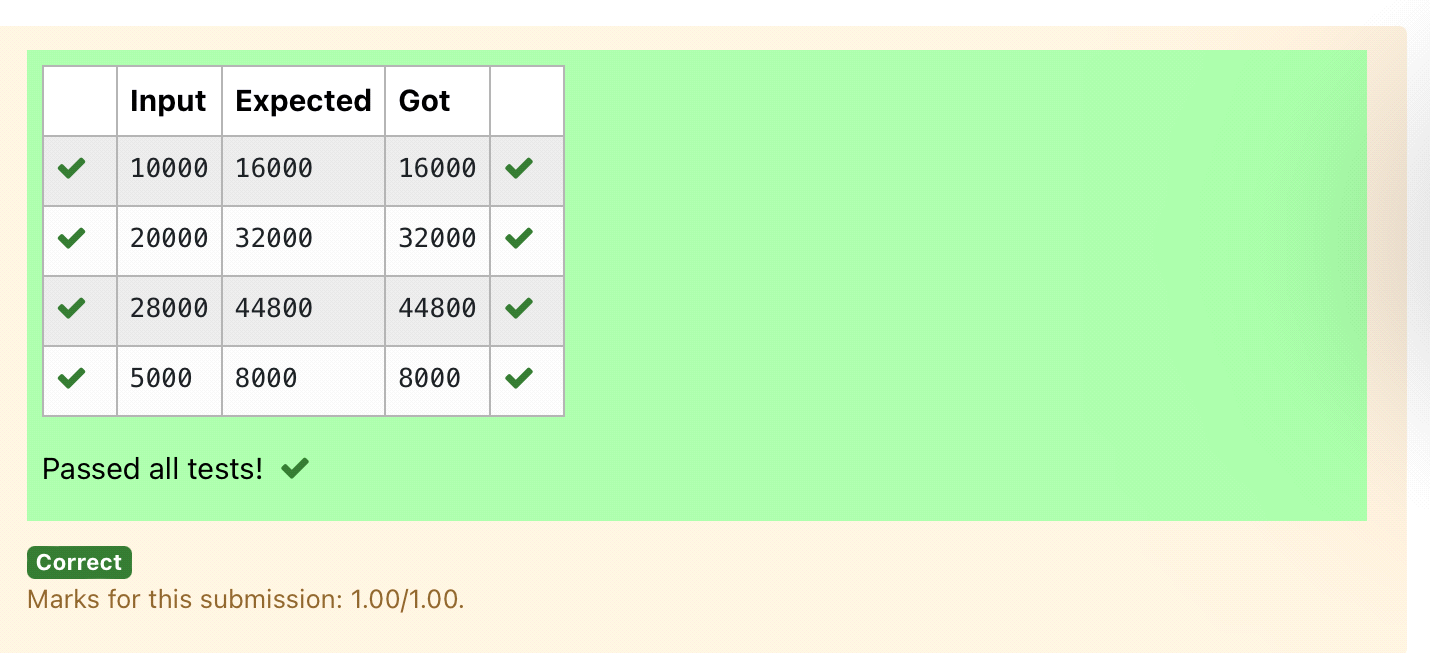 Input Expected Got
10000 16000 16000
20000 32000 32000
28000 44800 44800
5000 8000 8000
Passed all tests!
Correct
Marks for this submission: 1.00/1.00.